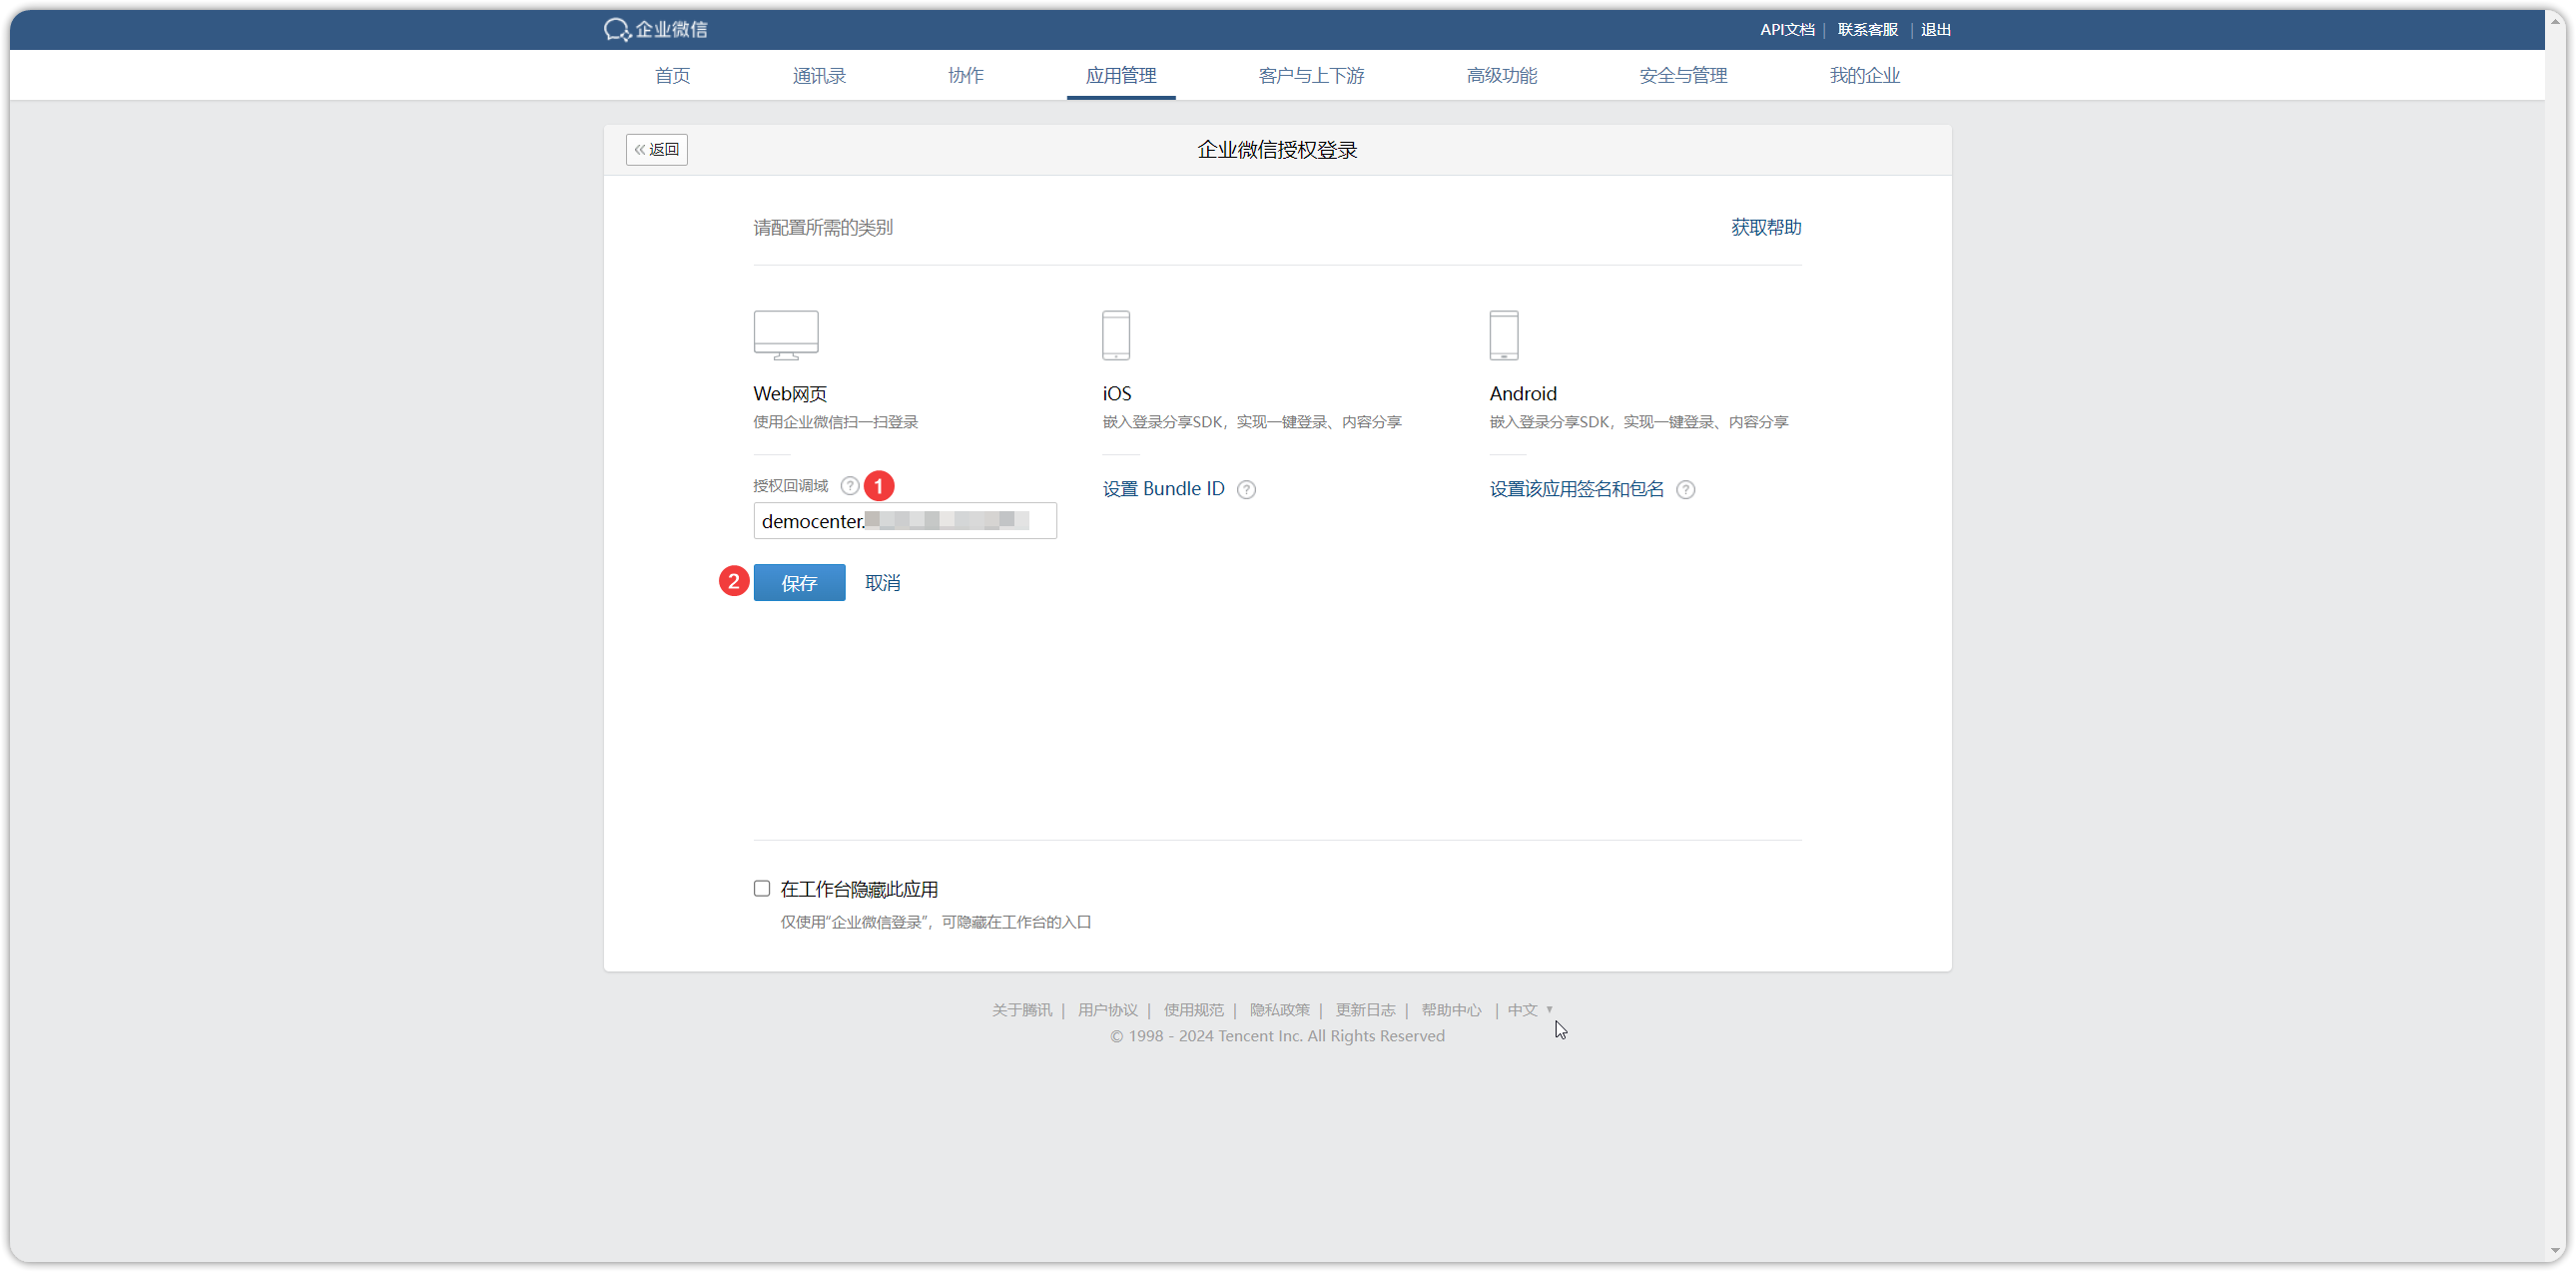 企业微信
API文档 | 联系客服 | 退出
首页 通讯录 协作 应用管理 客户与上下游 高级功能 安全与管理 我的企业
« 返回
企业微信授权登录
请配置所需的类别
获取帮助
Web网页
使用企业微信扫一扫登录
授权回调域 ? 1
democenter.
2 保存 取消
iOS
嵌入登录分享SDK，实现一键登录、内容分享
设置 Bundle ID ?
Android
嵌入登录分享SDK，实现一键登录、内容分享
设置该应用签名和包名 ?
在工作台隐藏此应用
仅使用“企业微信登录”，可隐藏在工作台的入口
关于腾讯 | 用户协议 | 使用规范 | 隐私政策 | 更新日志 | 帮助中心 | 中文
© 1998 - 2024 Tencent Inc. All Rights Reserved